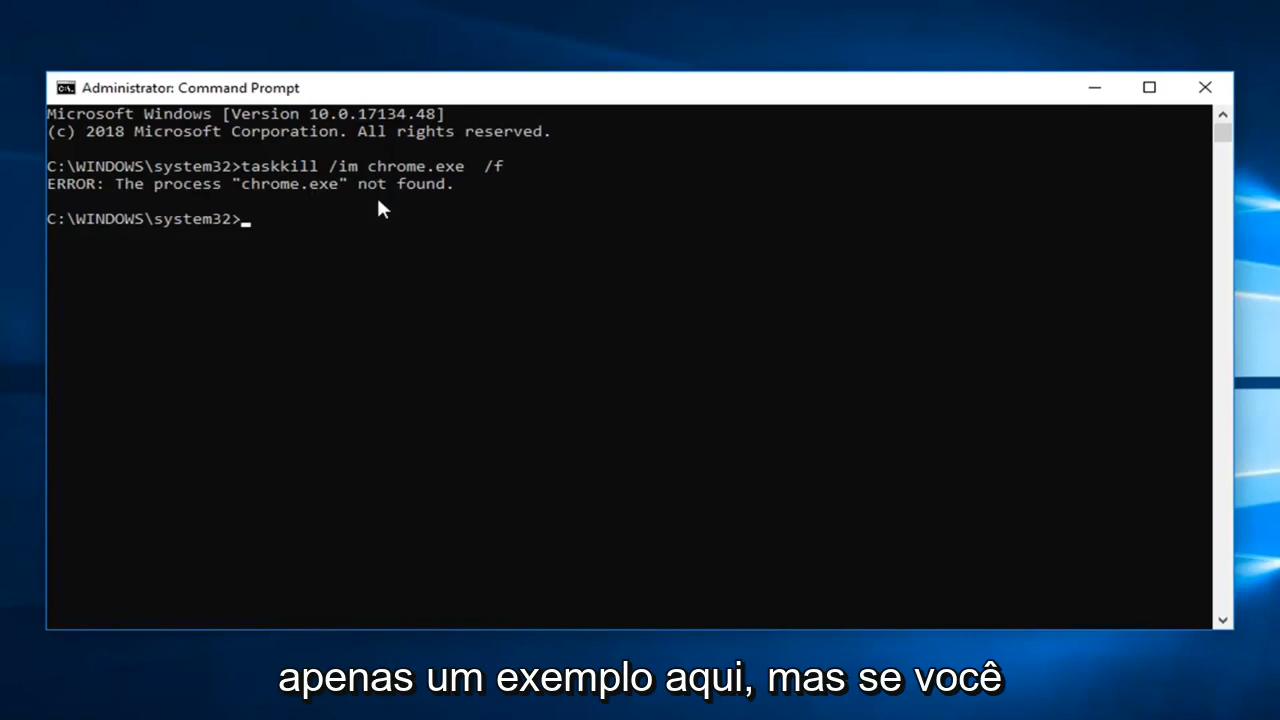 Administrator: Command Prompt
Microsoft Windows [Version 10.0.17134.48]
(c) 2018 Microsoft Corporation. All rights reserved.
C:\WINDOWS\system32>taskkill /im chrome.exe  /f
ERROR: The process "chrome.exe" not found.
C:\WINDOWS\system32>
apenas um exemplo aqui, mas se você